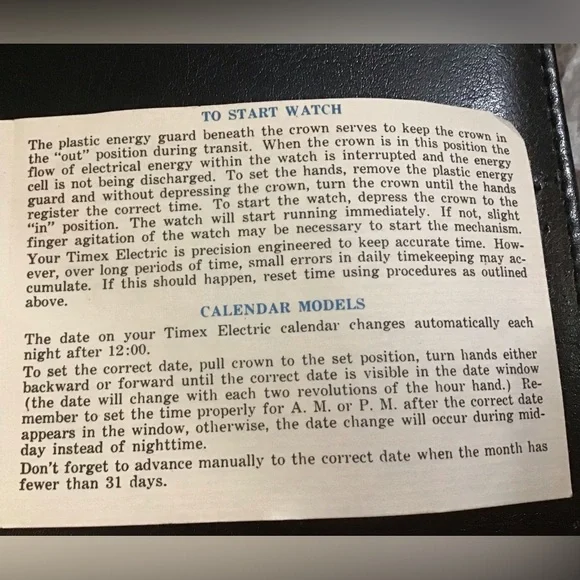 TO START WATCH
The plastic energy guard beneath the crown serves to keep the crown in
the "out" position during transit. When the crown is in this position the
flow of electrical energy within the watch is interrupted and the energy
cell is not being discharged. To set the hands, remove the plastic energy
guard and without depressing the crown, turn the crown until the hands
register the correct time. To start the watch, depress the crown to the
"in" position. The watch will start running immediately. If not, slight
finger agitation of the watch may be necessary to start the mechanism.
Your Timex Electric is precision engineered to keep accurate time. How-
ever, over long periods of time, small errors in daily timekeeping may ac-
cumulate. If this should happen, reset time using procedures as outlined
above.
CALENDAR MODELS
The date on your Timex Electric calendar changes automatically each
night after 12:00.
To set the correct date, pull crown to the set position, turn hands either
backward or forward until the correct date is visible in the date window
(the date will change with each two revolutions of the hour hand.) Re-
member to set the time properly for A. M. or P. M. after the correct date
appears in the window, otherwise, the date change will occur during mid-
day instead of nighttime.
Don't forget to advance manually to the correct date when the month has
fewer than 31 days.